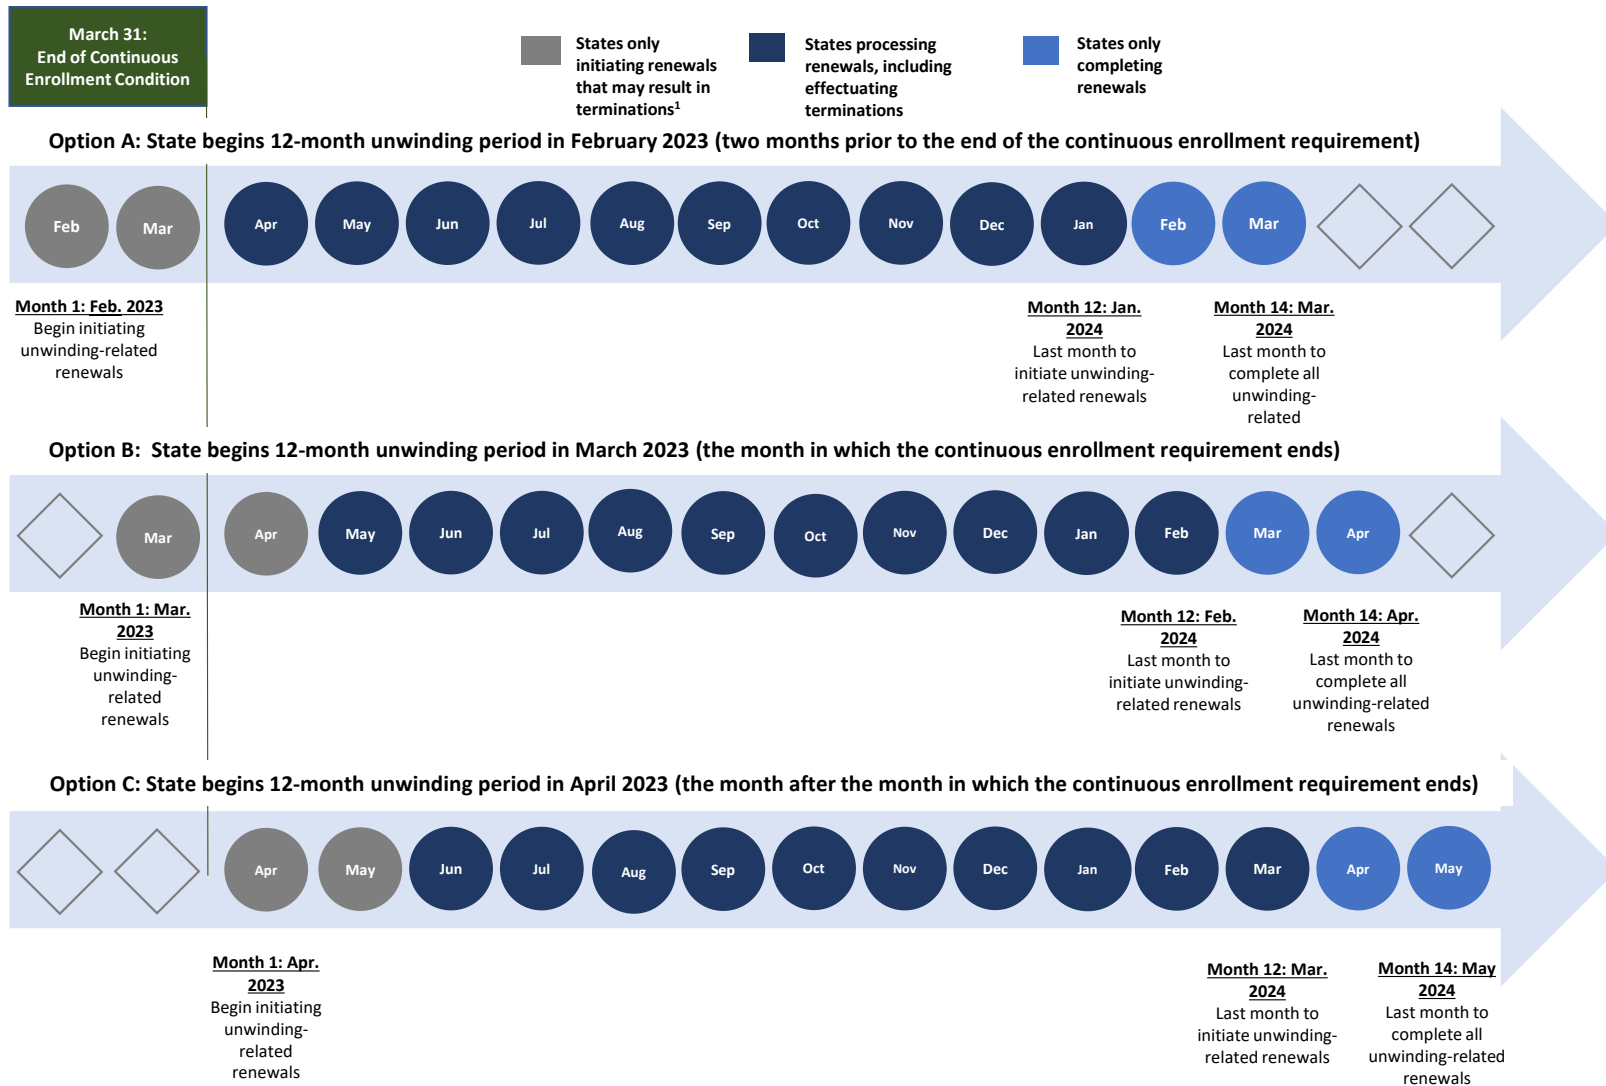 March 31:
End of Continuous
Enrollment Condition
States only
initiating renewals
that may result in
terminations¹
States processing
renewals, including
effectuating
terminations
States only
completing
renewals
Option A: State begins 12-month unwinding period in February 2023 (two months prior to the end of the continuous enrollment requirement)
Feb Mar Apr May Jun Jul Aug Sep Oct Nov Dec Jan Feb Mar
Month 1: Feb. 2023
Begin initiating
unwinding-related
renewals
Month 12: Jan.
2024
Last month to
initiate unwinding-
related renewals
Month 14: Mar.
2024
Last month to
complete all
unwinding-
related
Option B:  State begins 12-month unwinding period in March 2023 (the month in which the continuous enrollment requirement ends)
Mar Apr May Jun Jul Aug Sep Oct Nov Dec Jan Feb Mar Apr
Month 1: Mar.
2023
Begin initiating
unwinding-
related
renewals
Month 12: Feb.
2024
Last month to
initiate unwinding-
related renewals
Month 14: Apr.
2024
Last month to
complete all
unwinding-related
renewals
Option C: State begins 12-month unwinding period in April 2023 (the month after the month in which the continuous enrollment requirement ends)
Apr May Jun Jul Aug Sep Oct Nov Dec Jan Feb Mar Apr May
Month 1: Apr.
2023
Begin initiating
unwinding-
related
renewals
Month 12: Mar.
2024
Last month to
initiate unwinding-
related renewals
Month 14: May
2024
Last month to
complete all
unwinding-related
renewals